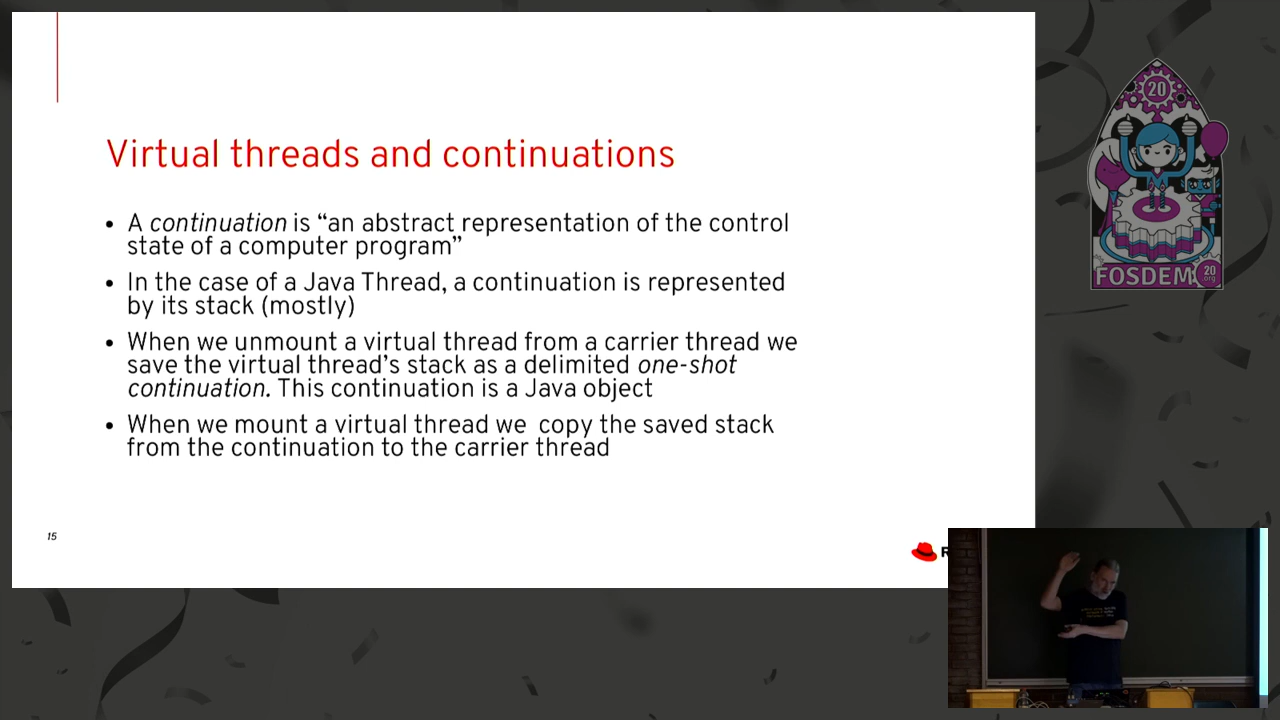 Virtual threads and continuations
• A continuation is “an abstract representation of the control
state of a computer program”
• In the case of a Java Thread, a continuation is represented
by its stack (mostly)
• When we unmount a virtual thread from a carrier thread we
save the virtual thread’s stack as a delimited one-shot
continuation. This continuation is a Java object
• When we mount a virtual thread we  copy the saved stack
from the continuation to the carrier thread
15
20
FOSDEM
20
.org